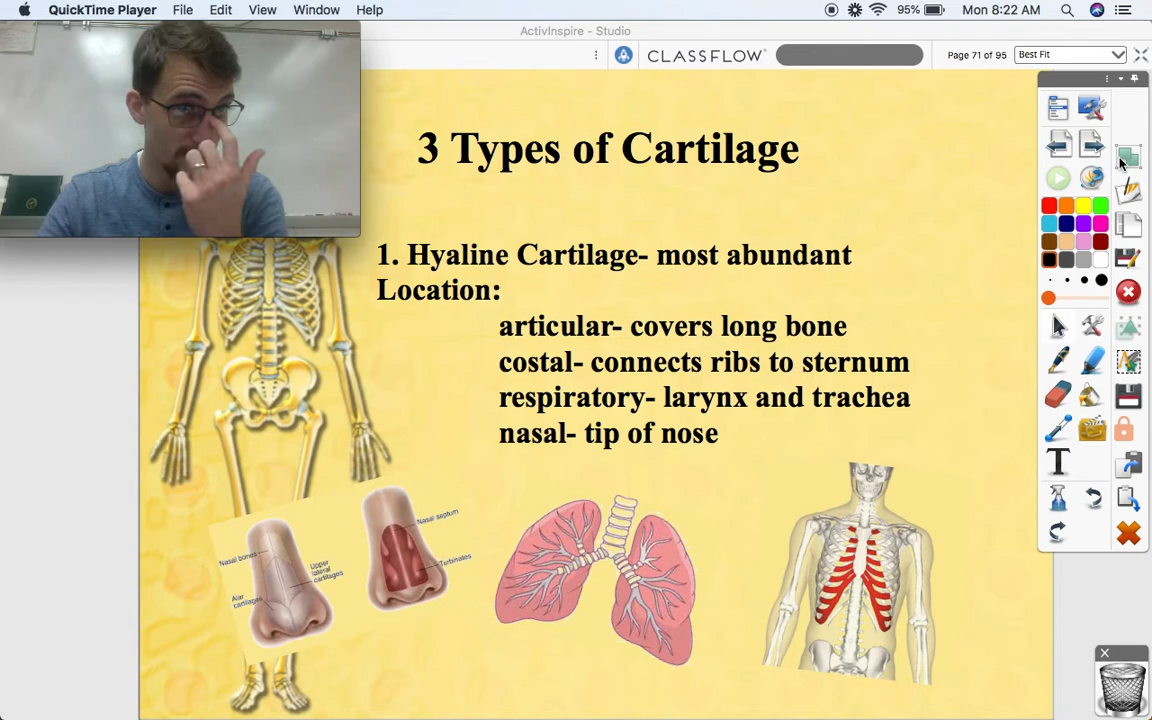 QuickTime Player File Edit View Window Help 95% Mon 8:22 AM
ActivInspire - Studio
CLASSFLOW Page 71 of 95 Best Fit
3 Types of Cartilage
1. Hyaline Cartilage- most abundant
Location:
articular- covers long bone
costal- connects ribs to sternum
respiratory- larynx and trachea
nasal- tip of nose
Nasal septum
Turbinates
Nasal bones
Upper
lateral
cartilages
Alar
cartilages
T